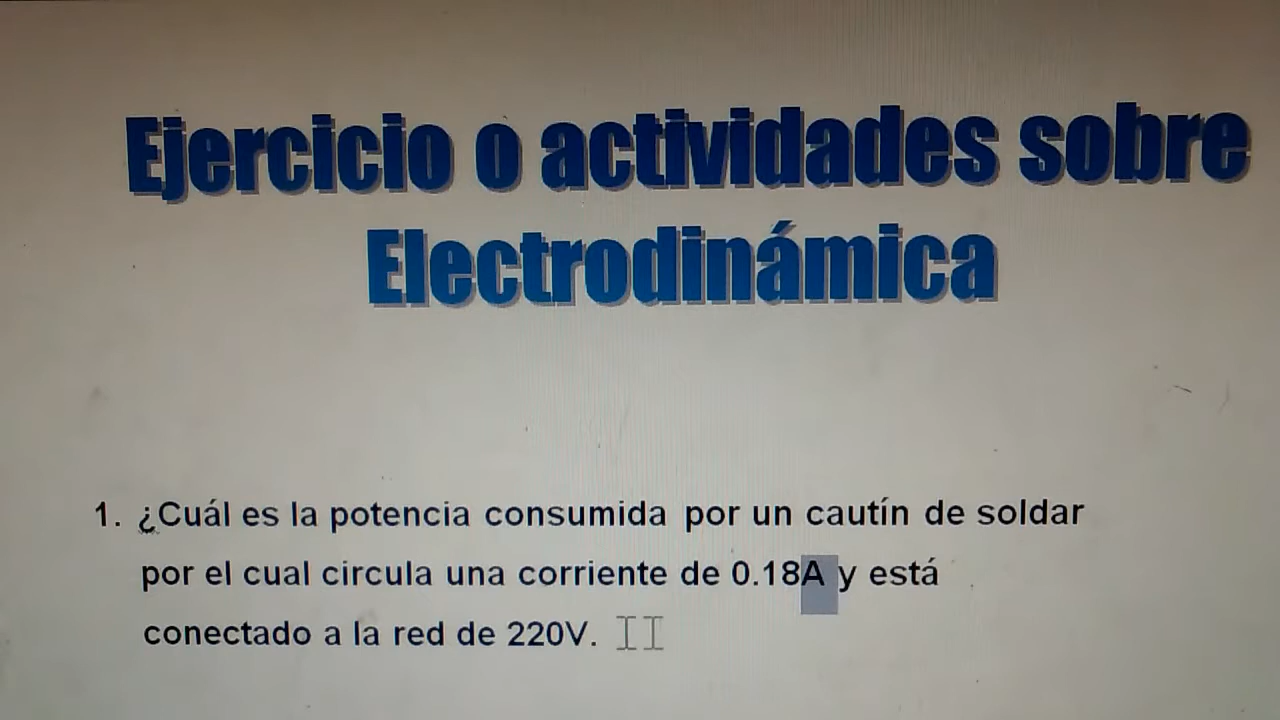 Ejercicio o actividades sobre
Electrodinámica
1. ¿Cuál es la potencia consumida por un cautín de soldar
por el cual circula una corriente de 0.18A y está
conectado a la red de 220V.